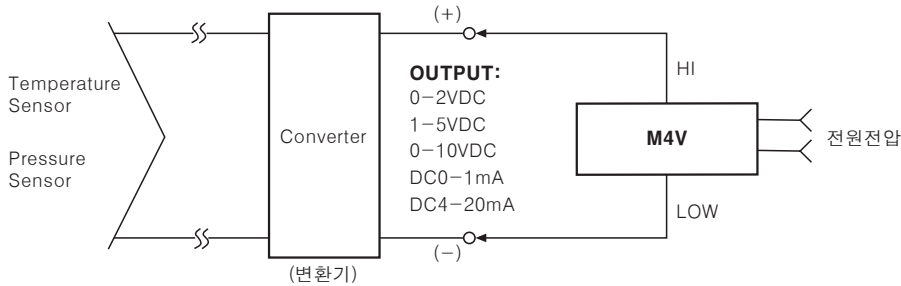 Temperature
Sensor
Pressure
Sensor
Converter
(변환기)
(+)
OUTPUT:
0-2VDC
1-5VDC
0-10VDC
DC0-1mA
DC4-20mA
(-)
HI
M4V
LOW
전원전압